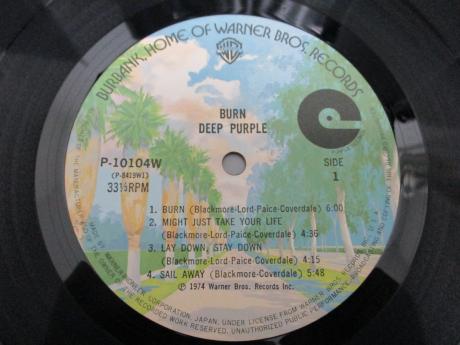 BURBANK, HOME OF WARNER BROS. RECORDS
BURN
DEEP PURPLE
P-10104W
(P-8419W1)
33⅓RPM
SIDE
1
1. BURN (Blackmore-Lord-Paice-Coverdale) 6:00
2. MIGHT JUST TAKE YOUR LIFE
(Blackmore-Lord-Paice-Coverdale) 4:36
3. LAY DOWN, STAY DOWN
(Blackmore-Lord-Paice-Coverdale) 4:15
4. SAIL AWAY (Blackmore-Coverdale) 5:48
℗ 1974 Warner Bros. Records Inc.
CORPORATION, JAPAN, UNDER LICENSE FROM WARNER BROS.
OF THE RECORDED WORK RESERVED. UNAUTHORIZED PUBLIC PERFORMANCE